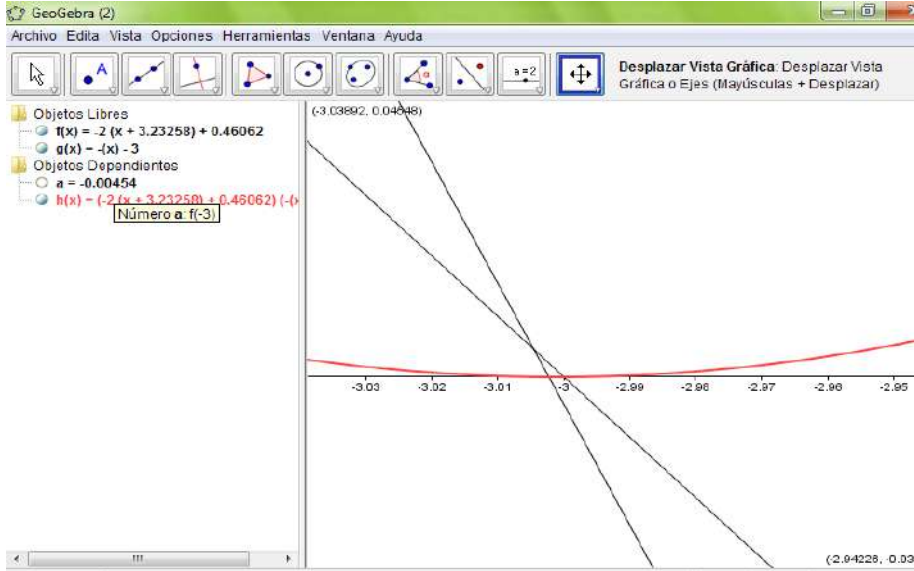 GeoGebra (2)
Archivo Edita Vista Opciones Herramientas Ventana Ayuda
A
α
a=2
Desplazar Vista Gráfica: Desplazar Vista
Gráfica o Ejes (Mayúsculas + Desplazar)
Objetos Libres
f(x) = -2 (x + 3.23258) + 0.46062
g(x) = -(x) - 3
Objetos Dependientes
a = -0.00454
h(x) = (-2 (x + 3.23258) + 0.46062) (-(x
Número a: f(-3)
(-3.03892, 0.04548)
-3.03 -3.02 -3.01 -3 -2.99 -2.98 -2.97 -2.96 -2.95
(-2.94228, -0.03